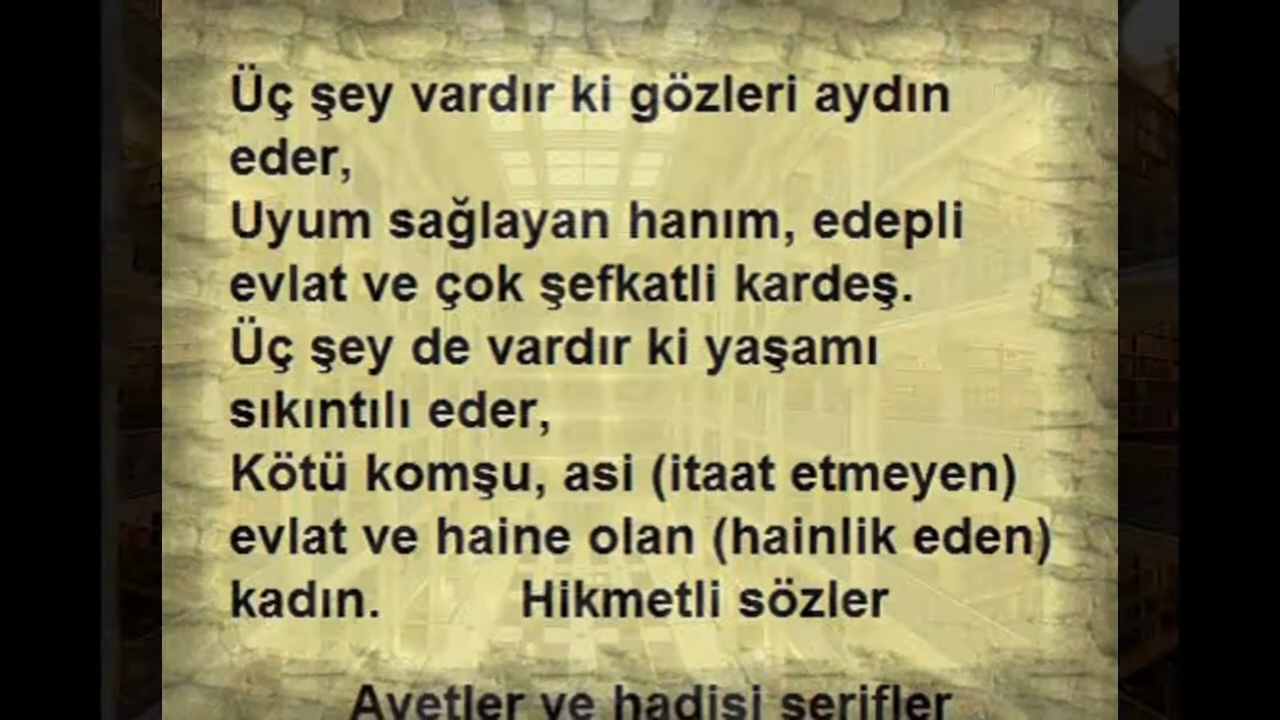 Üç şey vardır ki gözleri aydın
eder,
Uyum sağlayan hanım, edepli
evlat ve çok şefkatli kardeş.
Üç şey de vardır ki yaşamı
sıkıntılı eder,
Kötü komşu, asi (itaat etmeyen)
evlat ve haine olan (hainlik eden)
kadın. Hikmetli sözler
Ayetler ve hadisi şerifler